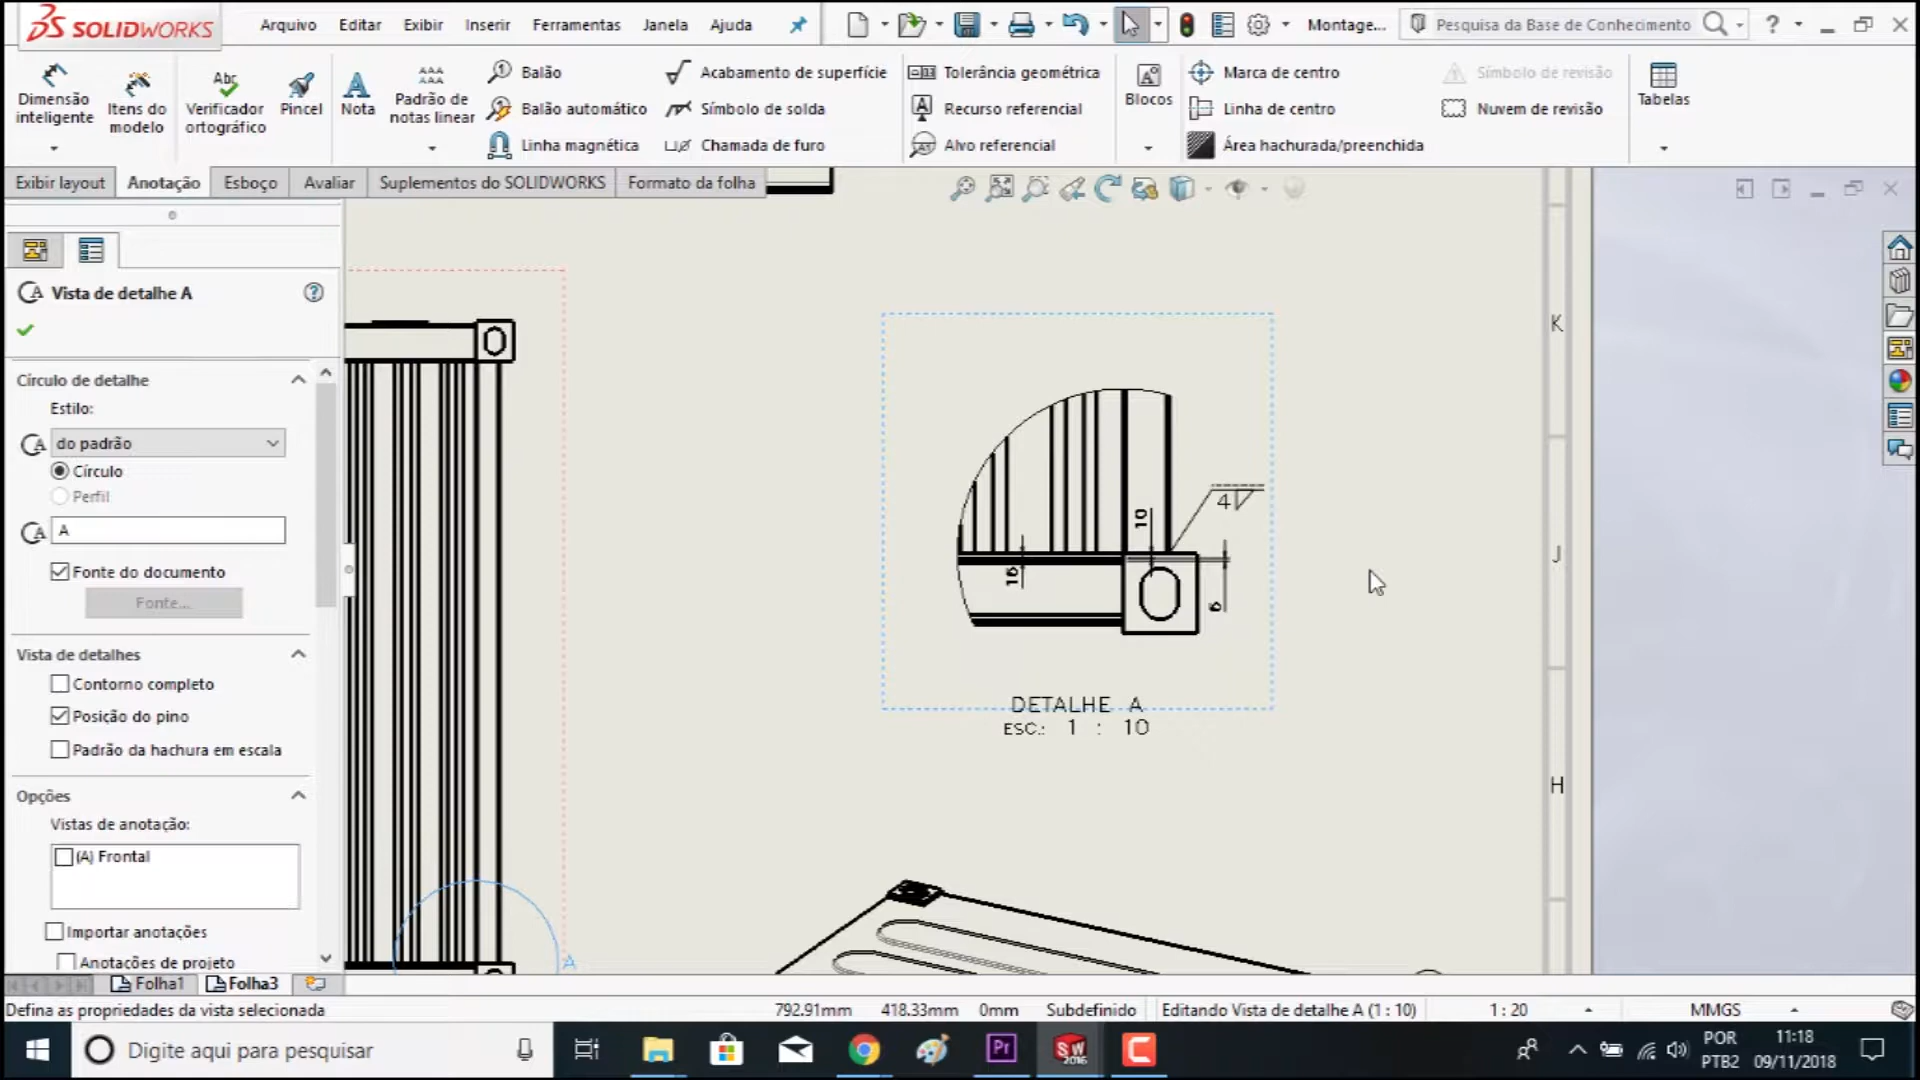 SOLIDWORKS
Arquivo Editar Exibir Inserir Ferramentas Janela Ajuda
Montage...
Pesquisa da Base de Conhecimento
?
Dimensão inteligente
Itens do modelo
Abc
Verificador ortográfico
Pincel
Nota
Padrão de notas linear
Balão
Balão automático
Linha magnética
Acabamento de superfície
Símbolo de solda
Chamada de furo
Tolerância geométrica
Recurso referencial
Alvo referencial
Blocos
Marca de centro
Linha de centro
Área hachurada/preenchida
Símbolo de revisão
Nuvem de revisão
Tabelas
Exibir layout Anotação Esboço Avaliar Suplementos do SOLIDWORKS Formato da folha
Vista de detalhe A
Círculo de detalhe
Estilo:
do padrão
Círculo
Perfil
A
Fonte do documento
Fonte...
Vista de detalhes
Contorno completo
Posição do pino
Padrão da hachura em escala
Opções
Vistas de anotação:
(A) Frontal
Importar anotações
Anotações de projeto
A
10
4
16
6
DETALHE A
ESC.: 1 : 10
K
J
H
Folha1 Folha3
Defina as propriedades da vista selecionada
792.91mm 418.33mm 0mm Subdefinido Editando Vista de detalhe A (1 : 10) 1 : 20 MMGS
Digite aqui para pesquisar
Pr
SW
2016
POR
PTB2
11:18
09/11/2018